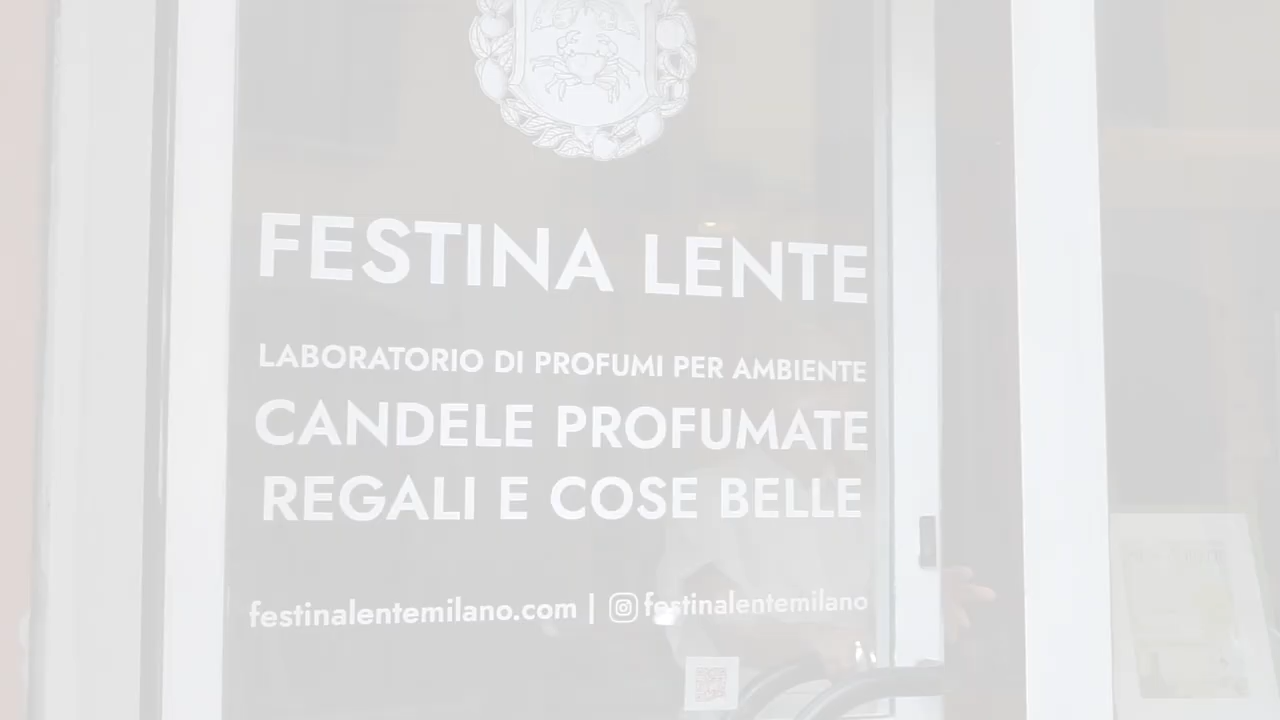 FESTINA LENTE
LABORATORIO DI PROFUMI PER AMBIENTE
CANDELE PROFUMATE
REGALI E COSE BELLE
festinalentemilano.com | festinalentemilano